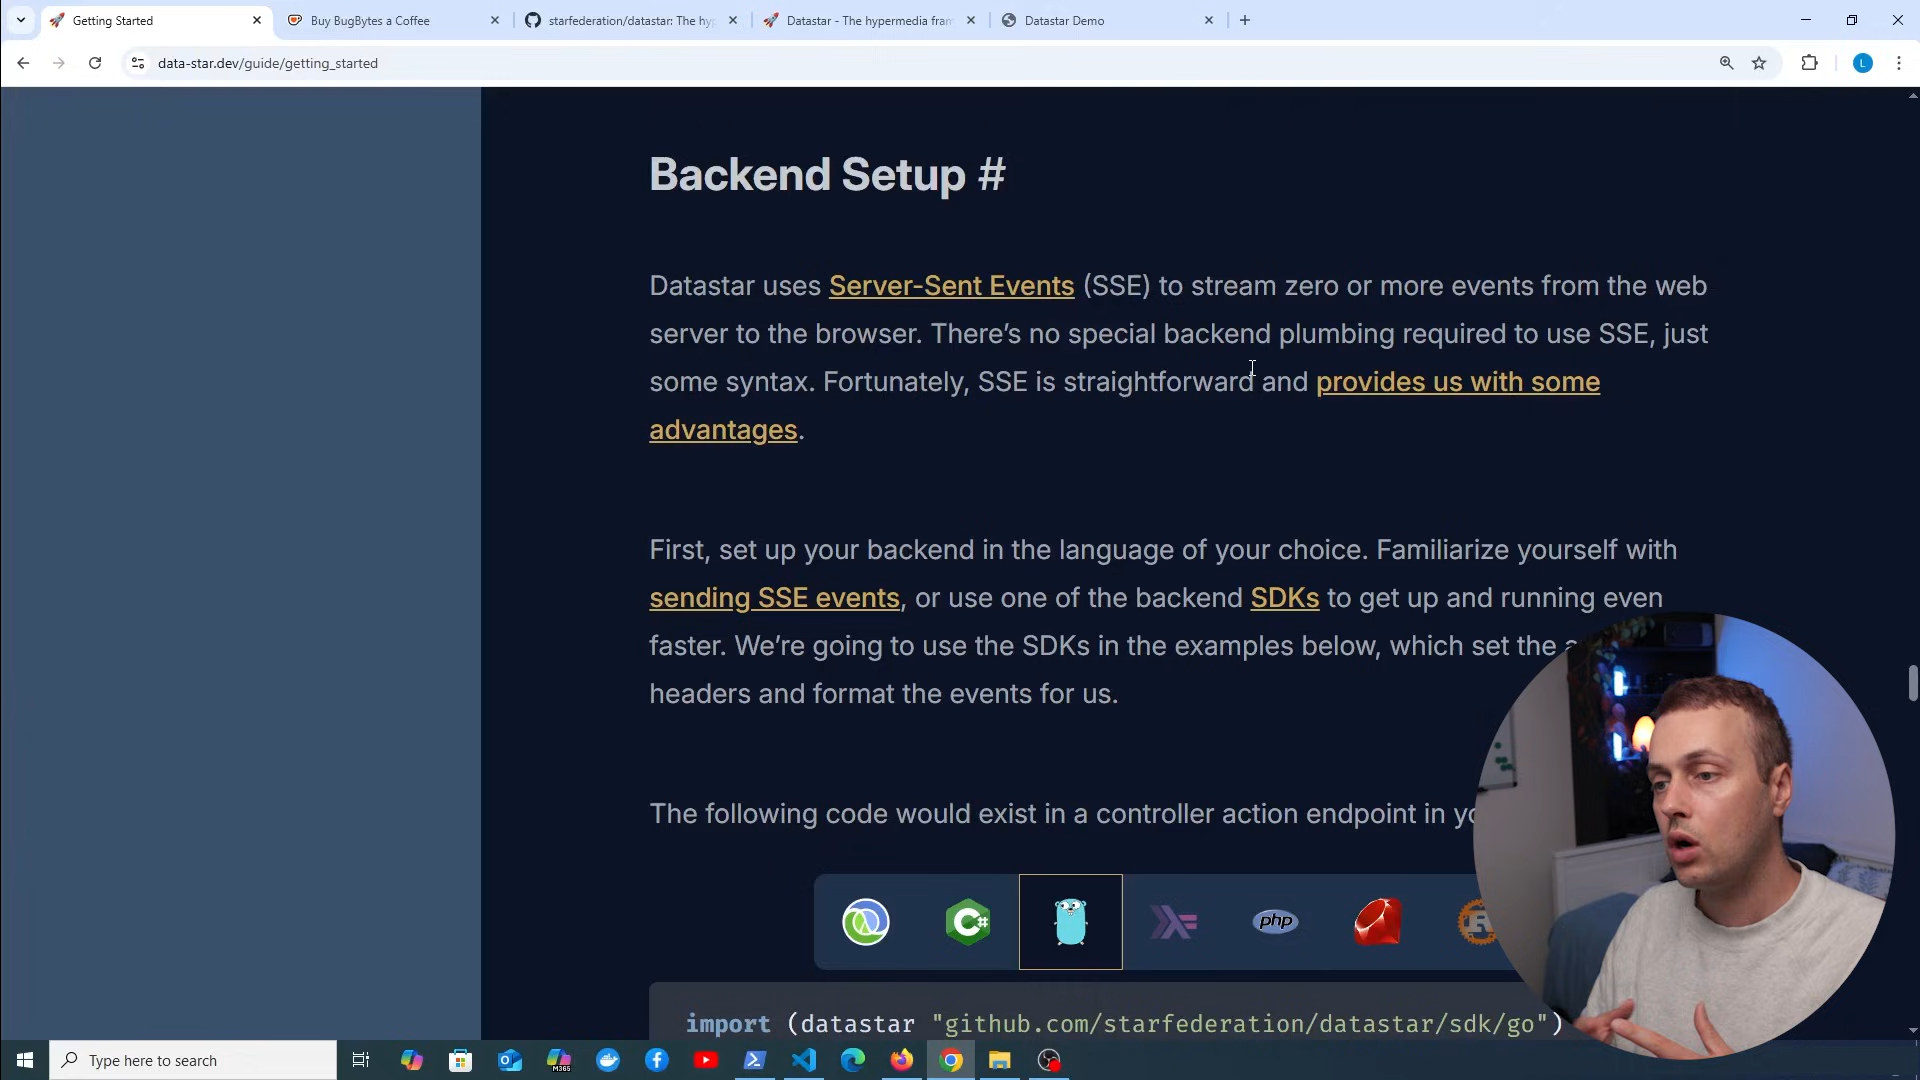 Getting Started
Buy BugBytes a Coffee
starfederation/datastar: The hy
Datastar - The hypermedia fran
Datastar Demo
data-star.dev/guide/getting_started
L
Backend Setup #
Datastar uses Server-Sent Events (SSE) to stream zero or more events from the web
server to the browser. There's no special backend plumbing required to use SSE, just
some syntax. Fortunately, SSE is straightforward and provides us with some
advantages.
First, set up your backend in the language of your choice. Familiarize yourself with
sending SSE events, or use one of the backend SDKs to get up and running even
faster. We're going to use the SDKs in the examples below, which set the
headers and format the events for us.
The following code would exist in a controller action endpoint in
C#
php
import (datastar "github.com/starfederation/datastar/sdk/go")
Type here to search
M365